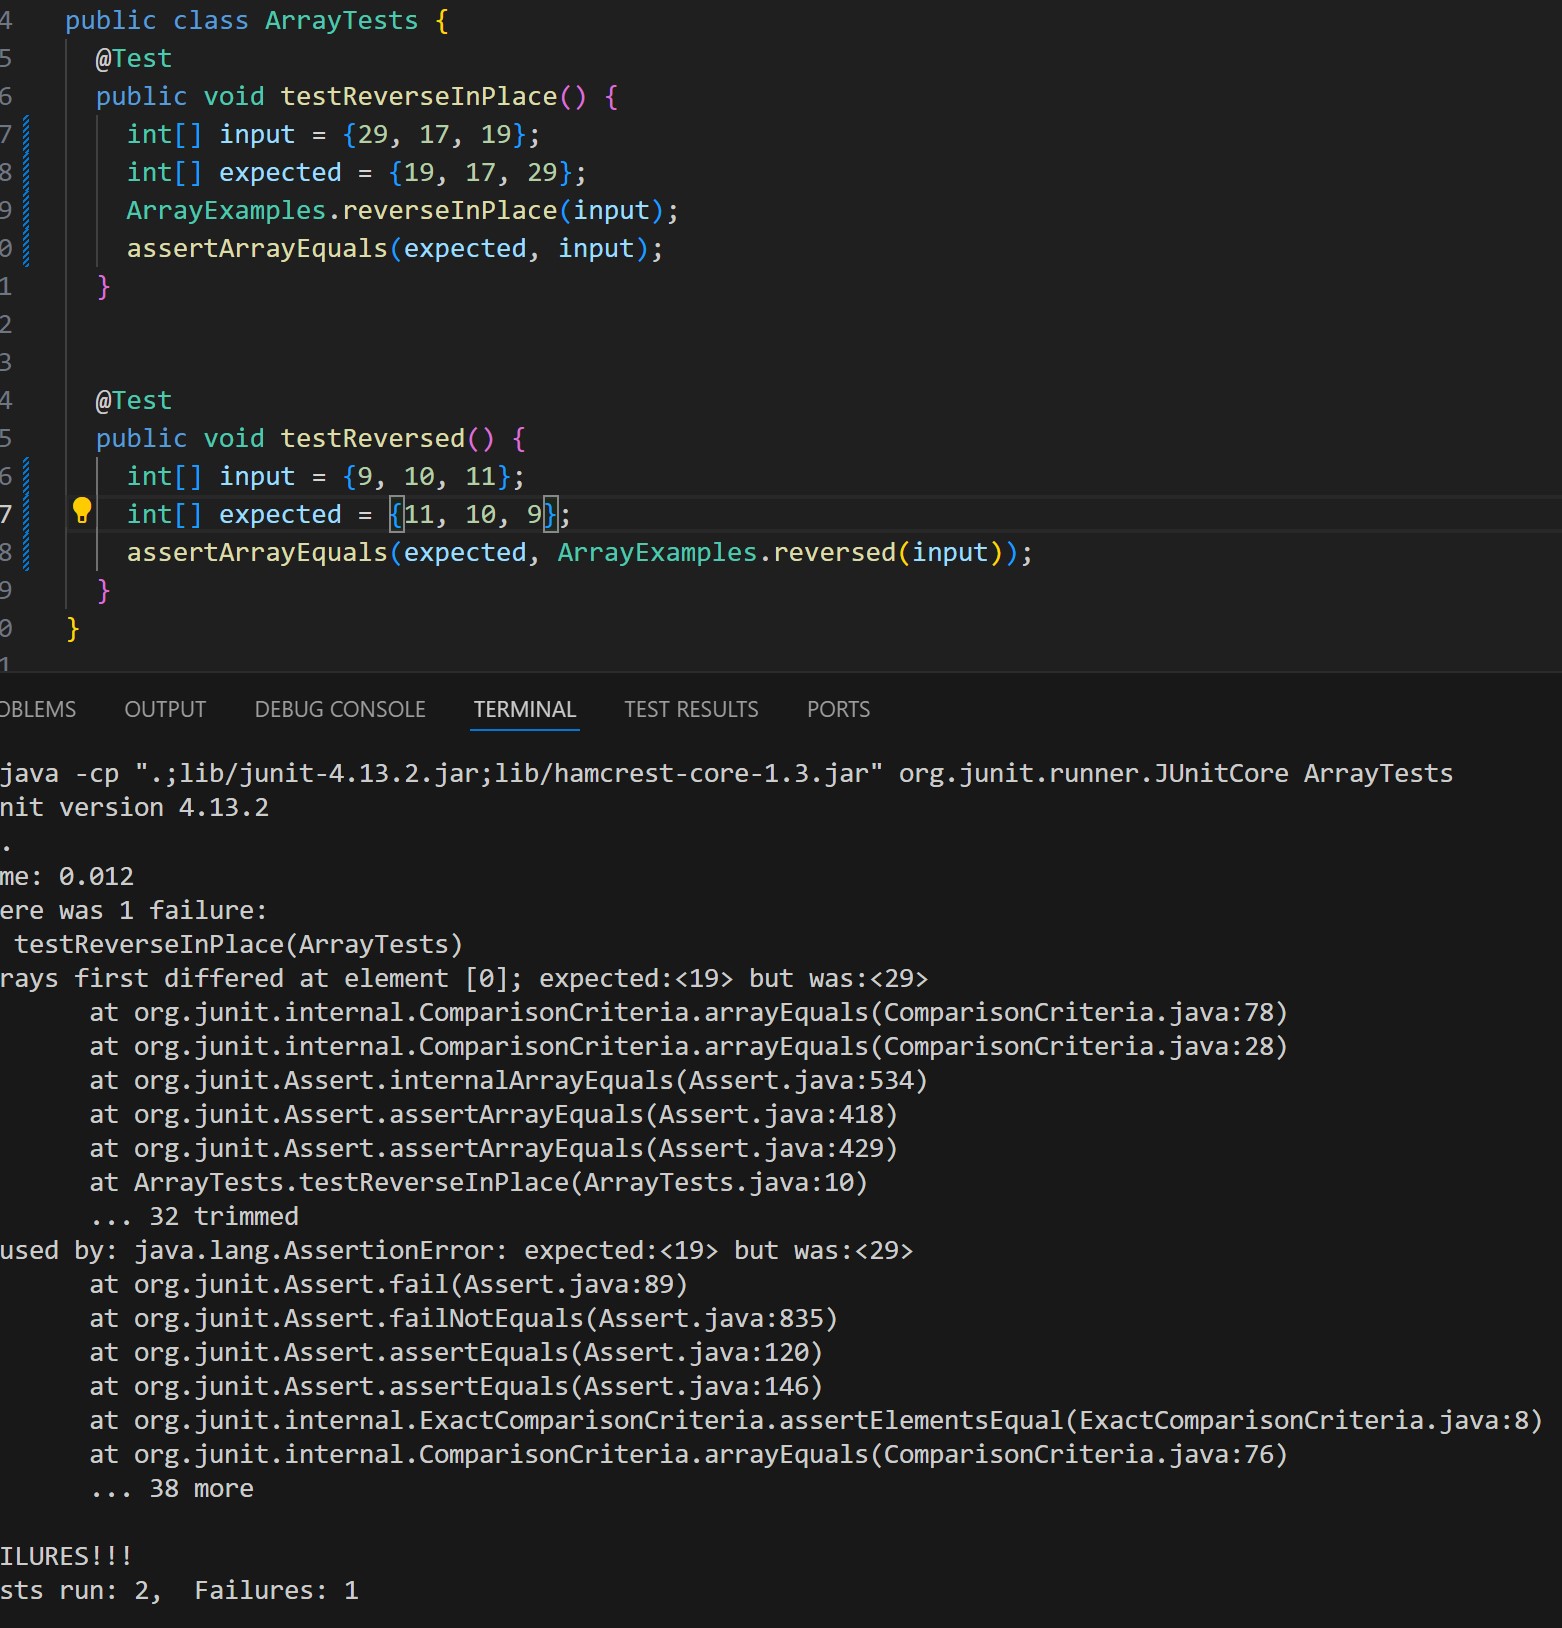 4 public class ArrayTests {
5 @Test
6 public void testReverseInPlace() {
7 int[] input = {29, 17, 19};
8 int[] expected = {19, 17, 29};
9 ArrayExamples.reverseInPlace(input);
0 assertArrayEquals(expected, input);
1 }
2
3
4 @Test
5 public void testReversed() {
6 int[] input = {9, 10, 11};
7 int[] expected = {11, 10, 9};
8 assertArrayEquals(expected, ArrayExamples.reversed(input));
9 }
0 }
1
OBLEMS OUTPUT DEBUG CONSOLE TERMINAL TEST RESULTS PORTS
java -cp ".;lib/junit-4.13.2.jar;lib/hamcrest-core-1.3.jar" org.junit.runner.JUnitCore ArrayTests
nit version 4.13.2
.
me: 0.012
ere was 1 failure:
testReverseInPlace(ArrayTests)
rays first differed at element [0]; expected:<19> but was:<29>
at org.junit.internal.ComparisonCriteria.arrayEquals(ComparisonCriteria.java:78)
at org.junit.internal.ComparisonCriteria.arrayEquals(ComparisonCriteria.java:28)
at org.junit.Assert.internalArrayEquals(Assert.java:534)
at org.junit.Assert.assertArrayEquals(Assert.java:418)
at org.junit.Assert.assertArrayEquals(Assert.java:429)
at ArrayTests.testReverseInPlace(ArrayTests.java:10)
... 32 trimmed
used by: java.lang.AssertionError: expected:<19> but was:<29>
at org.junit.Assert.fail(Assert.java:89)
at org.junit.Assert.failNotEquals(Assert.java:835)
at org.junit.Assert.assertEquals(Assert.java:120)
at org.junit.Assert.assertEquals(Assert.java:146)
at org.junit.internal.ExactComparisonCriteria.assertElementsEqual(ExactComparisonCriteria.java:8)
at org.junit.internal.ComparisonCriteria.arrayEquals(ComparisonCriteria.java:76)
... 38 more
ILURES!!!
sts run: 2,  Failures: 1